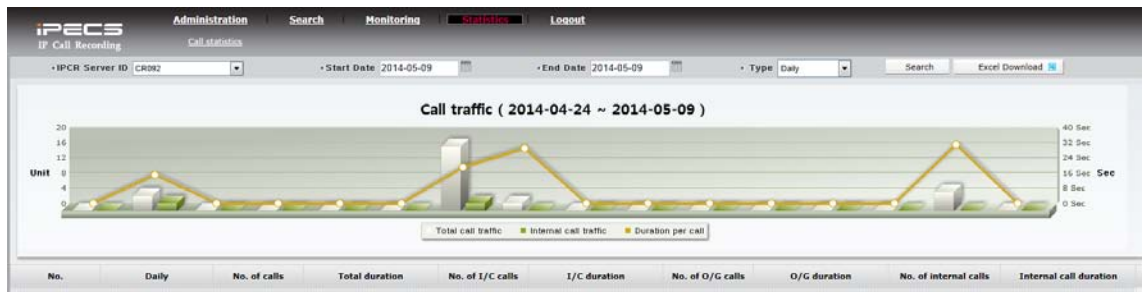 iPECS
IP Call Recording
Administration Search Monitoring Statistics Logout
Call statistics
IPCR Server ID CR092 Start Date 2014-05-09 End Date 2014-05-09 Type Daily Search Excel Download
Call traffic ( 2014-04-24 ~ 2014-05-09 )
20 40 Sec
16 32 Sec
12 24 Sec
Unit 8 16 Sec Sec
4 8 Sec
0 0 Sec
Total call traffic Internal call traffic Duration per call
No. Daily No. of calls Total duration No. of I/C calls I/C duration No. of O/G calls O/G duration No. of internal calls Internal call duration